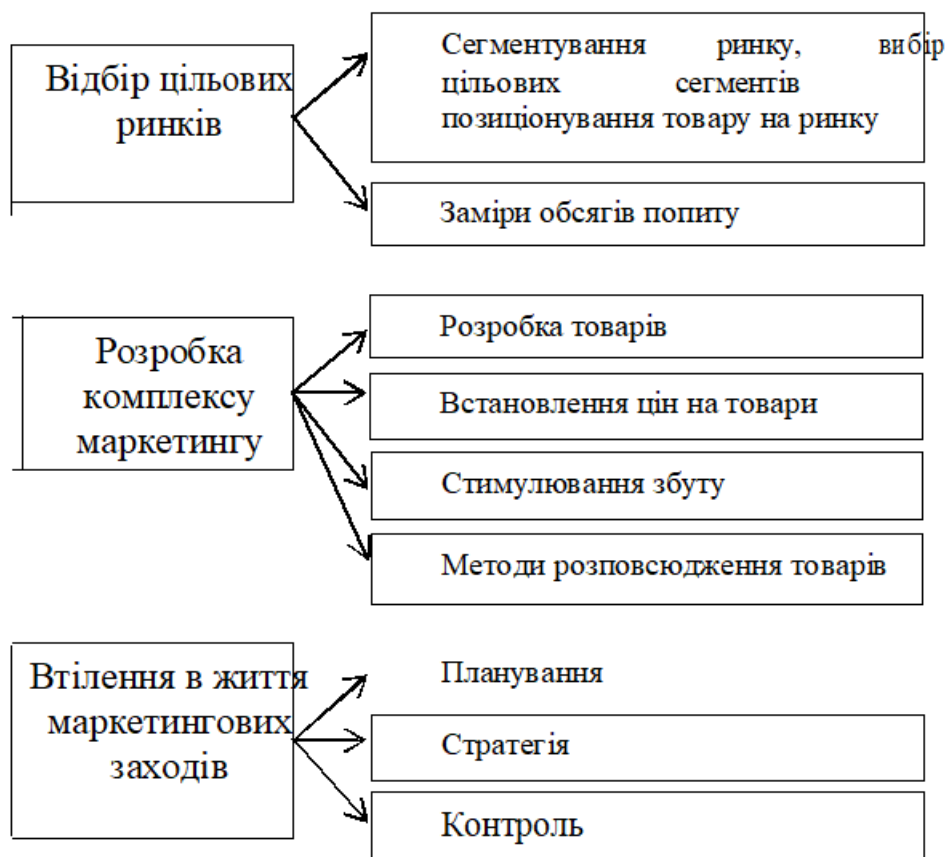 Відбір цільових
ринків
Сегментування ринку, вибір
цільових сегментів
позиціонування товару на ринку
Заміри обсягів попиту
Розробка
комплексу
маркетингу
Розробка товарів
Встановлення цін на товари
Стимулювання збуту
Методи розповсюдження товарів
Втілення в життя
маркетингових
заходів
Планування
Стратегія
Контроль